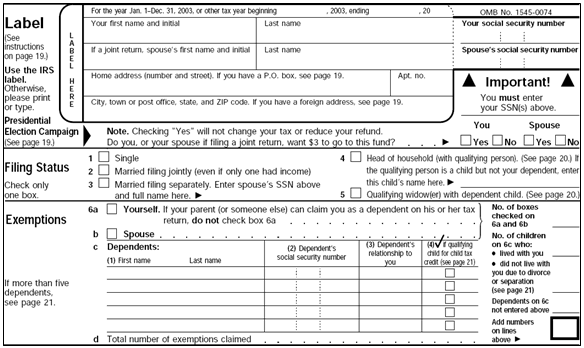 For the year Jan. 1–Dec. 31, 2003, or other tax year beginning , 2003, ending , 20 OMB No. 1545-0074
Label
(See
instructions
on page 19.)
Use the IRS
label.
Otherwise,
please print
or type.
LABEL HERE
Your first name and initial Last name
Your social security number
If a joint return, spouse's first name and initial Last name
Spouse's social security number
Home address (number and street). If you have a P.O. box, see page 19. Apt. no.
City, town or post office, state, and ZIP code. If you have a foreign address, see page 19.
Important!
You must enter
your SSN(s) above.
Presidential
Election Campaign
(See page 19.)
Note. Checking "Yes" will not change your tax or reduce your refund.
Do you, or your spouse if filing a joint return, want $3 to go to this fund? . . . ►
You Spouse
Yes No Yes No
Filing Status
Check only
one box.
1 Single
2 Married filing jointly (even if only one had income)
3 Married filing separately. Enter spouse's SSN above
and full name here. ►
4 Head of household (with qualifying person). (See page 20.) If
the qualifying person is a child but not your dependent, enter
this child's name here. ►
5 Qualifying widow(er) with dependent child. (See page 20.)
Exemptions
If more than five
dependents,
see page 21.
6a Yourself. If your parent (or someone else) can claim you as a dependent on his or her tax
return, do not check box 6a . . . . . . . . . .
b Spouse . . . . . . . . . . . . . . . .
c Dependents:
(1) First name Last name
(2) Dependent's
social security number
(3) Dependent's
relationship to
you
(4)✓ if qualifying
child for child tax
credit (see page 21)
d Total number of exemptions claimed . . . . . . . . . . . .
No. of boxes
checked on
6a and 6b
No. of children
on 6c who:
● lived with you
● did not live with
you due to divorce
or separation
(see page 21)
Dependents on 6c
not entered above
Add numbers
on lines
above ►